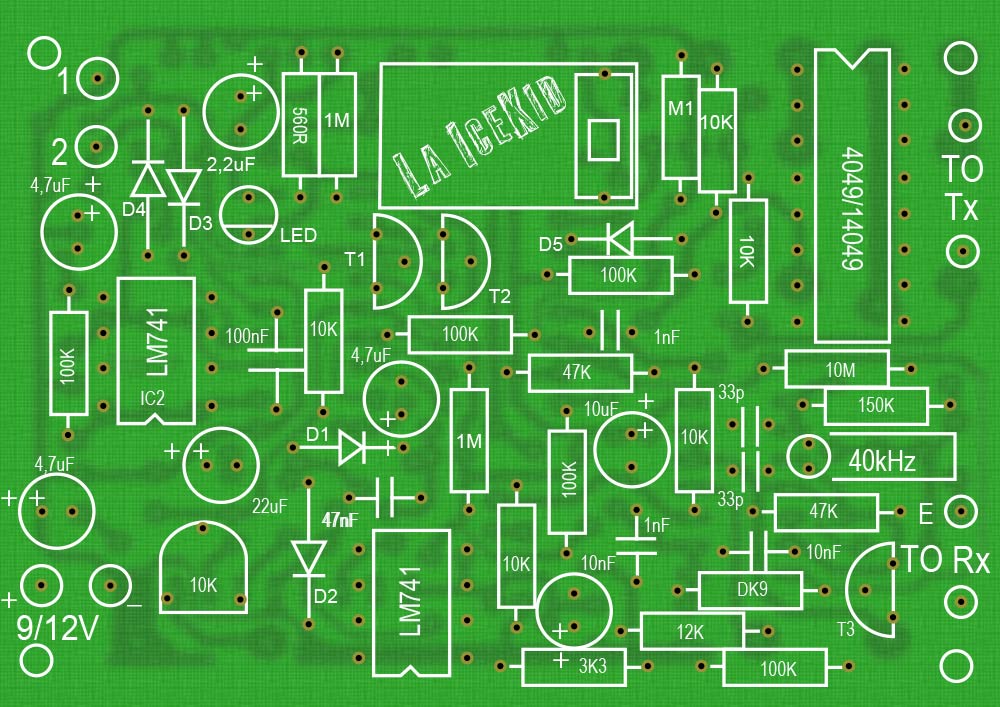 1
2
4,7uF
+
+
D4
D3
+
+
2,2uF
LED
560R
1M
LA ICEKID
M1
10K
10K
4049/14049
TO
Tx
T1
T2
D5
100K
100K
LM741
IC2
100nF
10K
100K
4,7uF
+
1nF
47K
10M
150K
33p
10uF
+
+
10K
40kHz
33p
D1
1M
100K
+
+
22uF
4,7uF
+
+
47nF
47K
E
1nF
10nF
10nF
TO Rx
10K
D2
LM741
10K
DK9
T3
+
9/12V
_
12K
+
+
3K3
100K